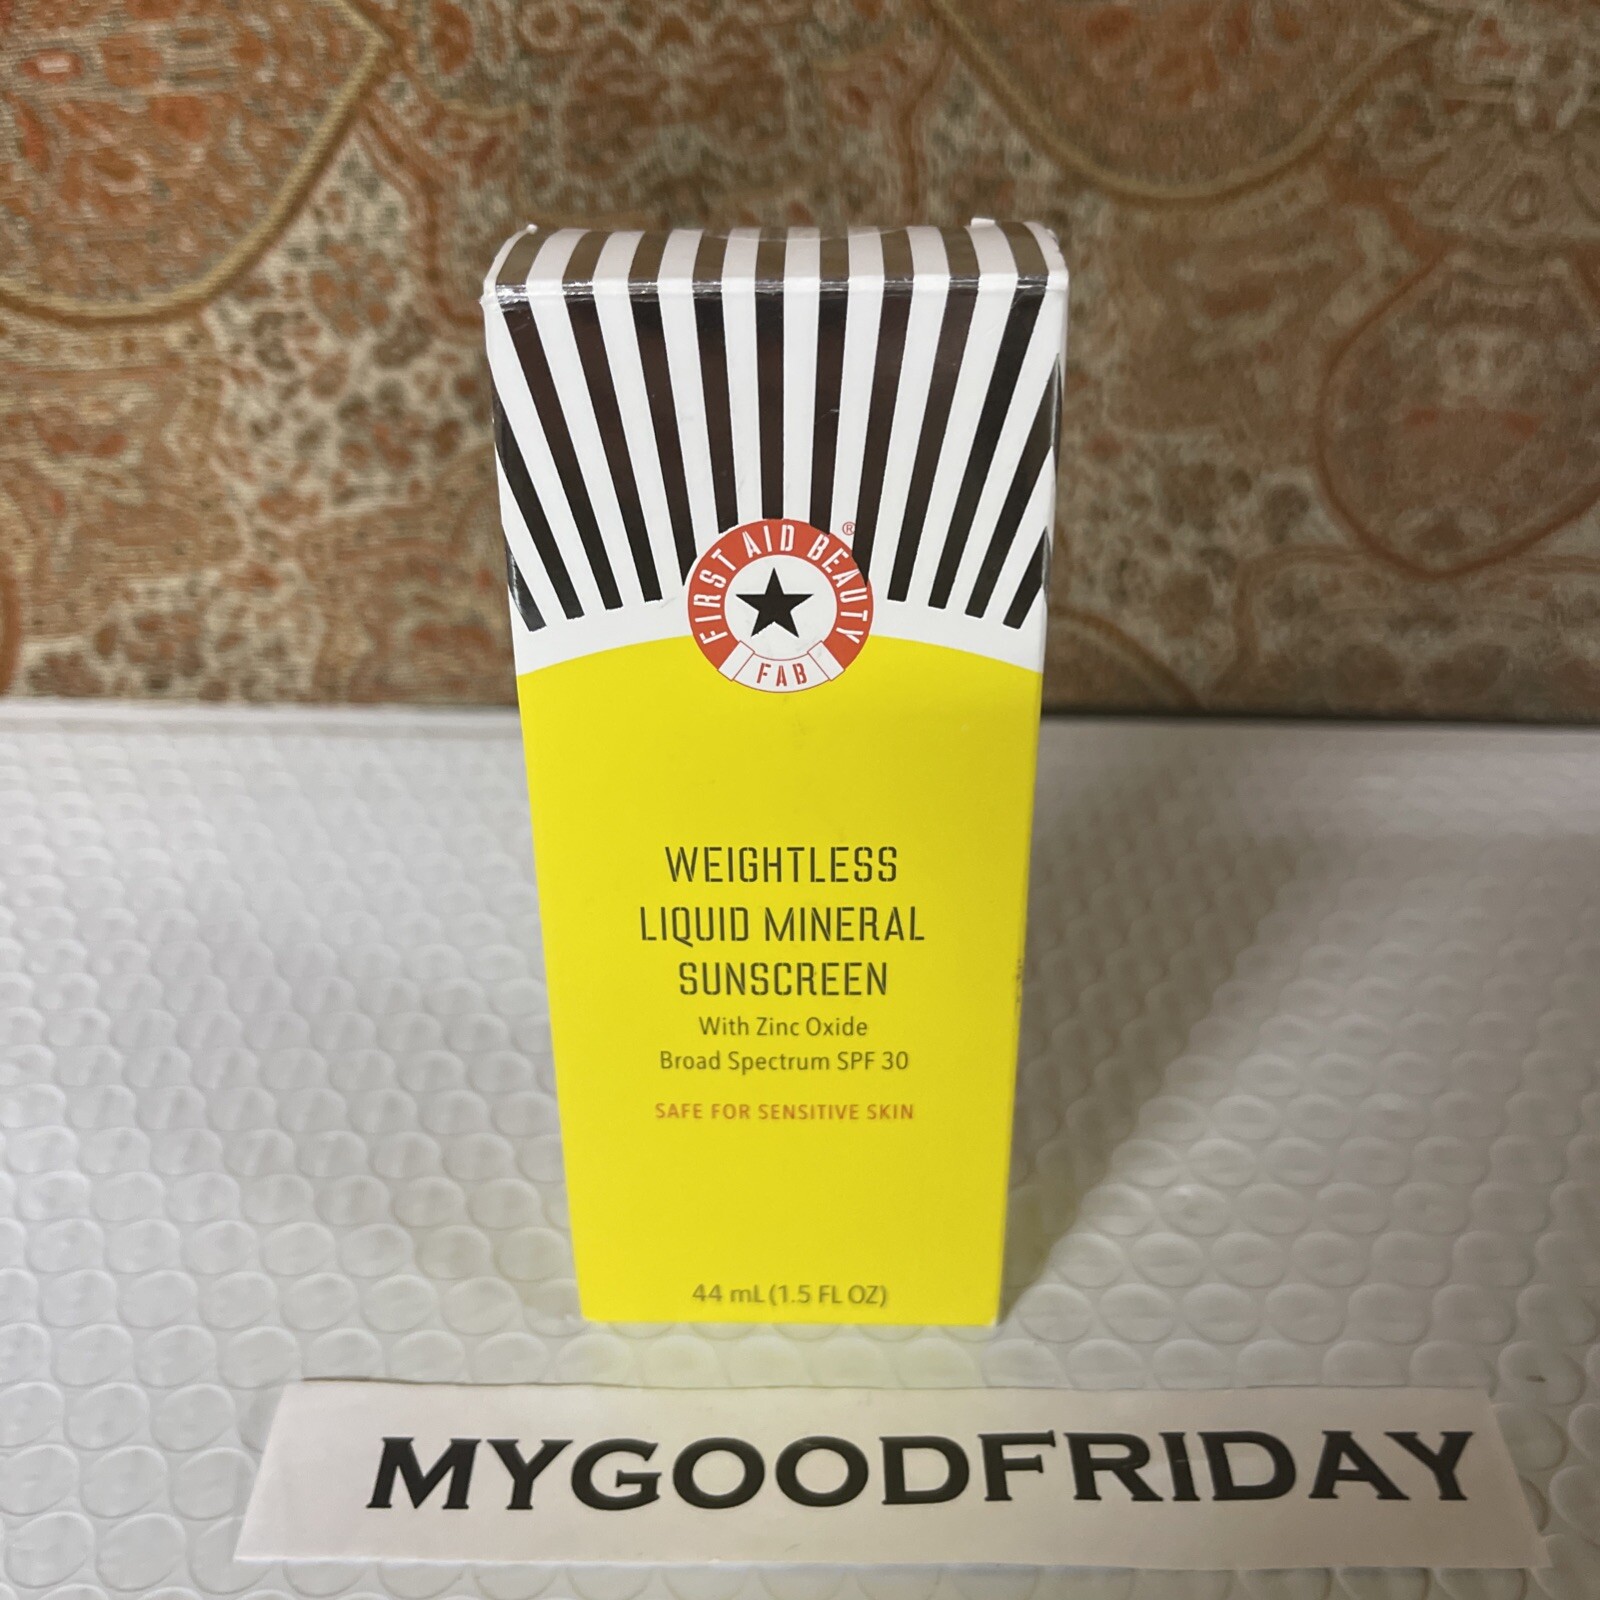 FIRST AID BEAUTY ®
FAB
WEIGHTLESS
LIQUID MINERAL
SUNSCREEN
With Zinc Oxide
Broad Spectrum SPF 30
SAFE FOR SENSITIVE SKIN
44 mL (1.5 FL OZ)
MYGOODFRIDAY